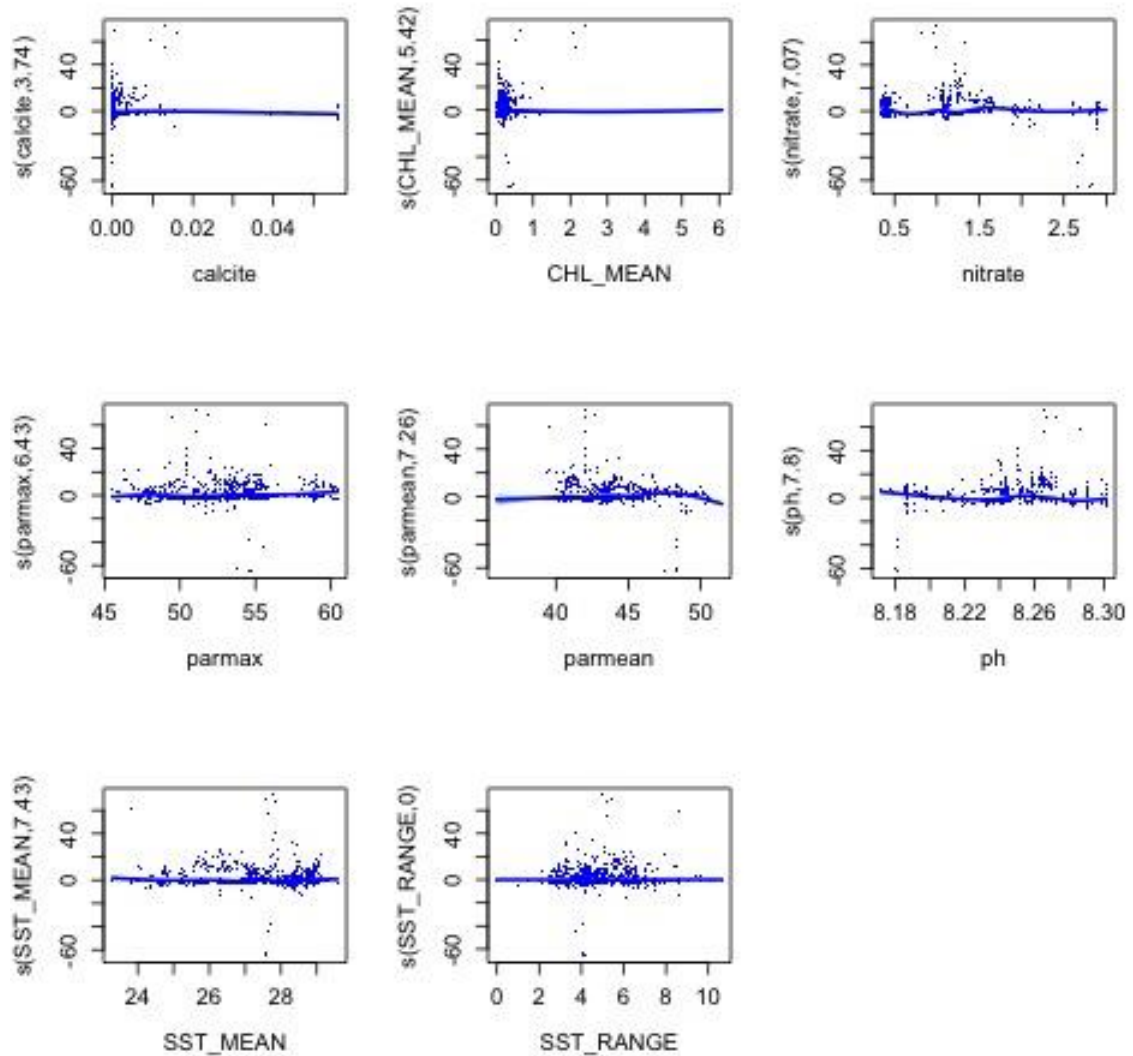 s(calcite,3.74)
40
0
-60
0.00 0.02 0.04
calcite
s(CHL_MEAN,5.42)
40
0
-60
0 1 2 3 4 5 6
CHL_MEAN
s(nitrate,7.07)
40
0
-60
0.5 1.5 2.5
nitrate
s(parmax,6.43)
40
0
-60
45 50 55 60
parmax
s(parmean,7.26)
40
0
-60
40 45 50
parmean
s(ph,7.8)
40
0
-60
8.18 8.22 8.26 8.30
ph
s(SST_MEAN,7.43)
40
0
-60
24 26 28
SST_MEAN
s(SST_RANGE,0)
40
0
-60
0 2 4 6 8 10
SST_RANGE